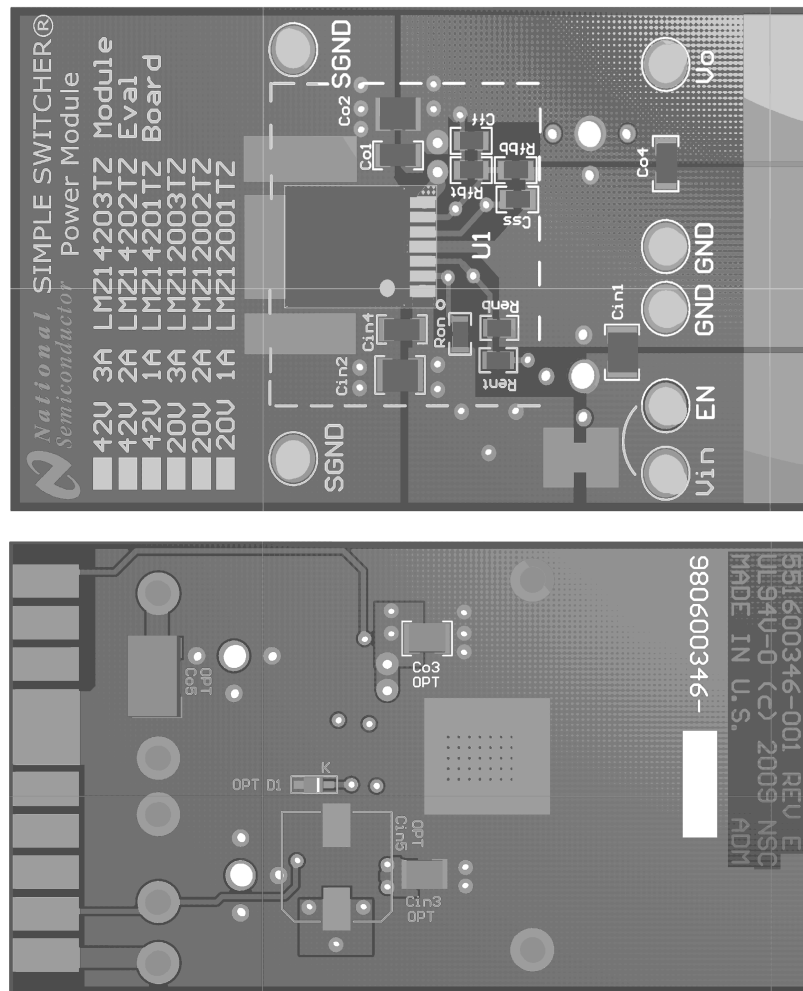 SIMPLE SWITCHER®
Power Module
National
Semiconductor
42V 3A LMZ14203TZ Module
42V 2A LMZ14202TZ Eval
42V 1A LMZ14201TZ Board
20V 3A LMZ12003TZ
20V 2A LMZ12002TZ
20V 1A LMZ12001TZ
SGND
Co2
Co1
Cff
Rfbb
Rfbt
Css
U1
Co4
Vo
GND
GND
Cin1
Cin4
Cin2
Ron
Renb
Rent
EN
Vin
SGND
OPT
Co5
Co3
OPT
K
OPT D1
OPT
Cin5
Cin3
OPT
980600346-
551600346-001 REV E
UL94V-0 (c) 2009 NSC
MADE IN U.S. ADM